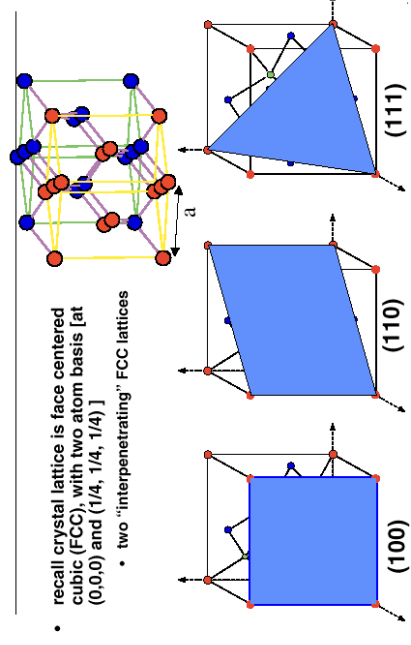 • recall crystal lattice is face centered
cubic (FCC), with two atom basis [at
(0,0,0) and (1/4, 1/4, 1/4) ]
• two “interpenetrating” FCC lattices
a
(100)
(110)
(111)